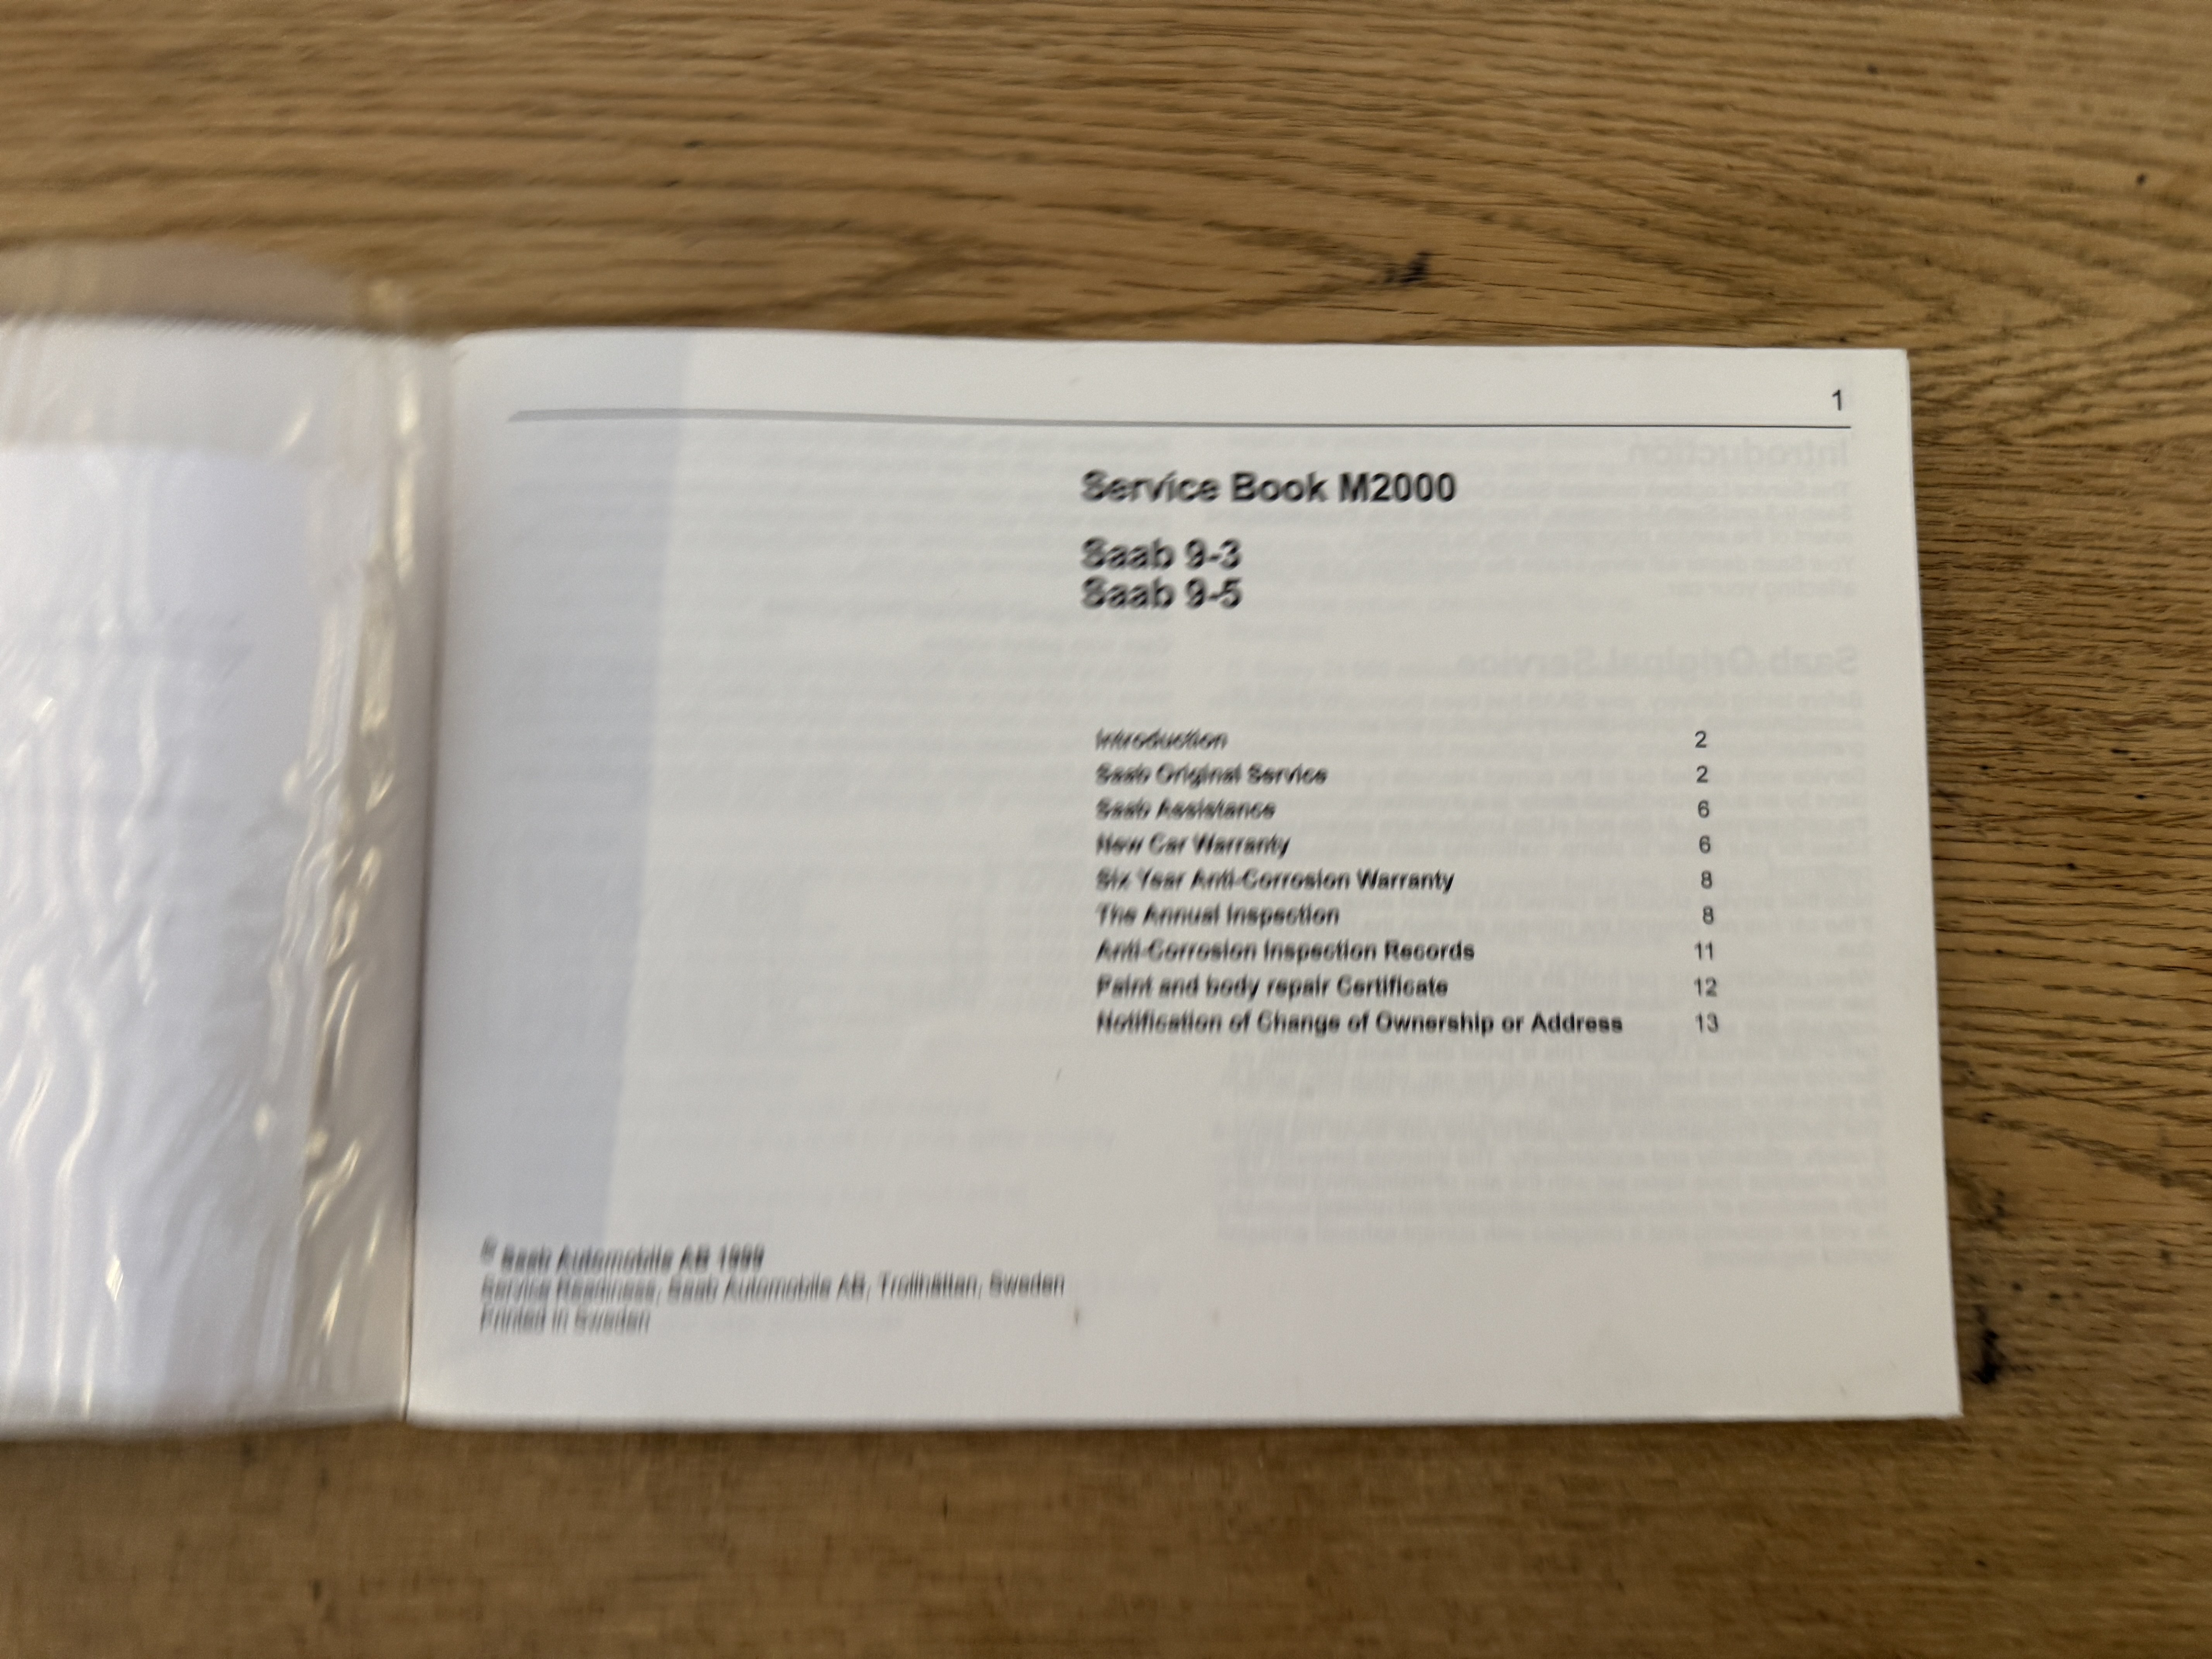 1
Service Book M2000
Saab 9-3
Saab 9-5
Introduction 2
Saab Original Service 2
Saab Assistance 6
New Car Warranty 6
Six Year Anti-Corrosion Warranty 8
The Annual Inspection 8
Anti-Corrosion Inspection Records 11
Paint and body repair Certificate 12
Notification of Change of Ownership or Address 13
© Saab Automobile AB 1999
Service Readiness, Saab Automobile AB, Trollhättan, Sweden
Printed in Sweden